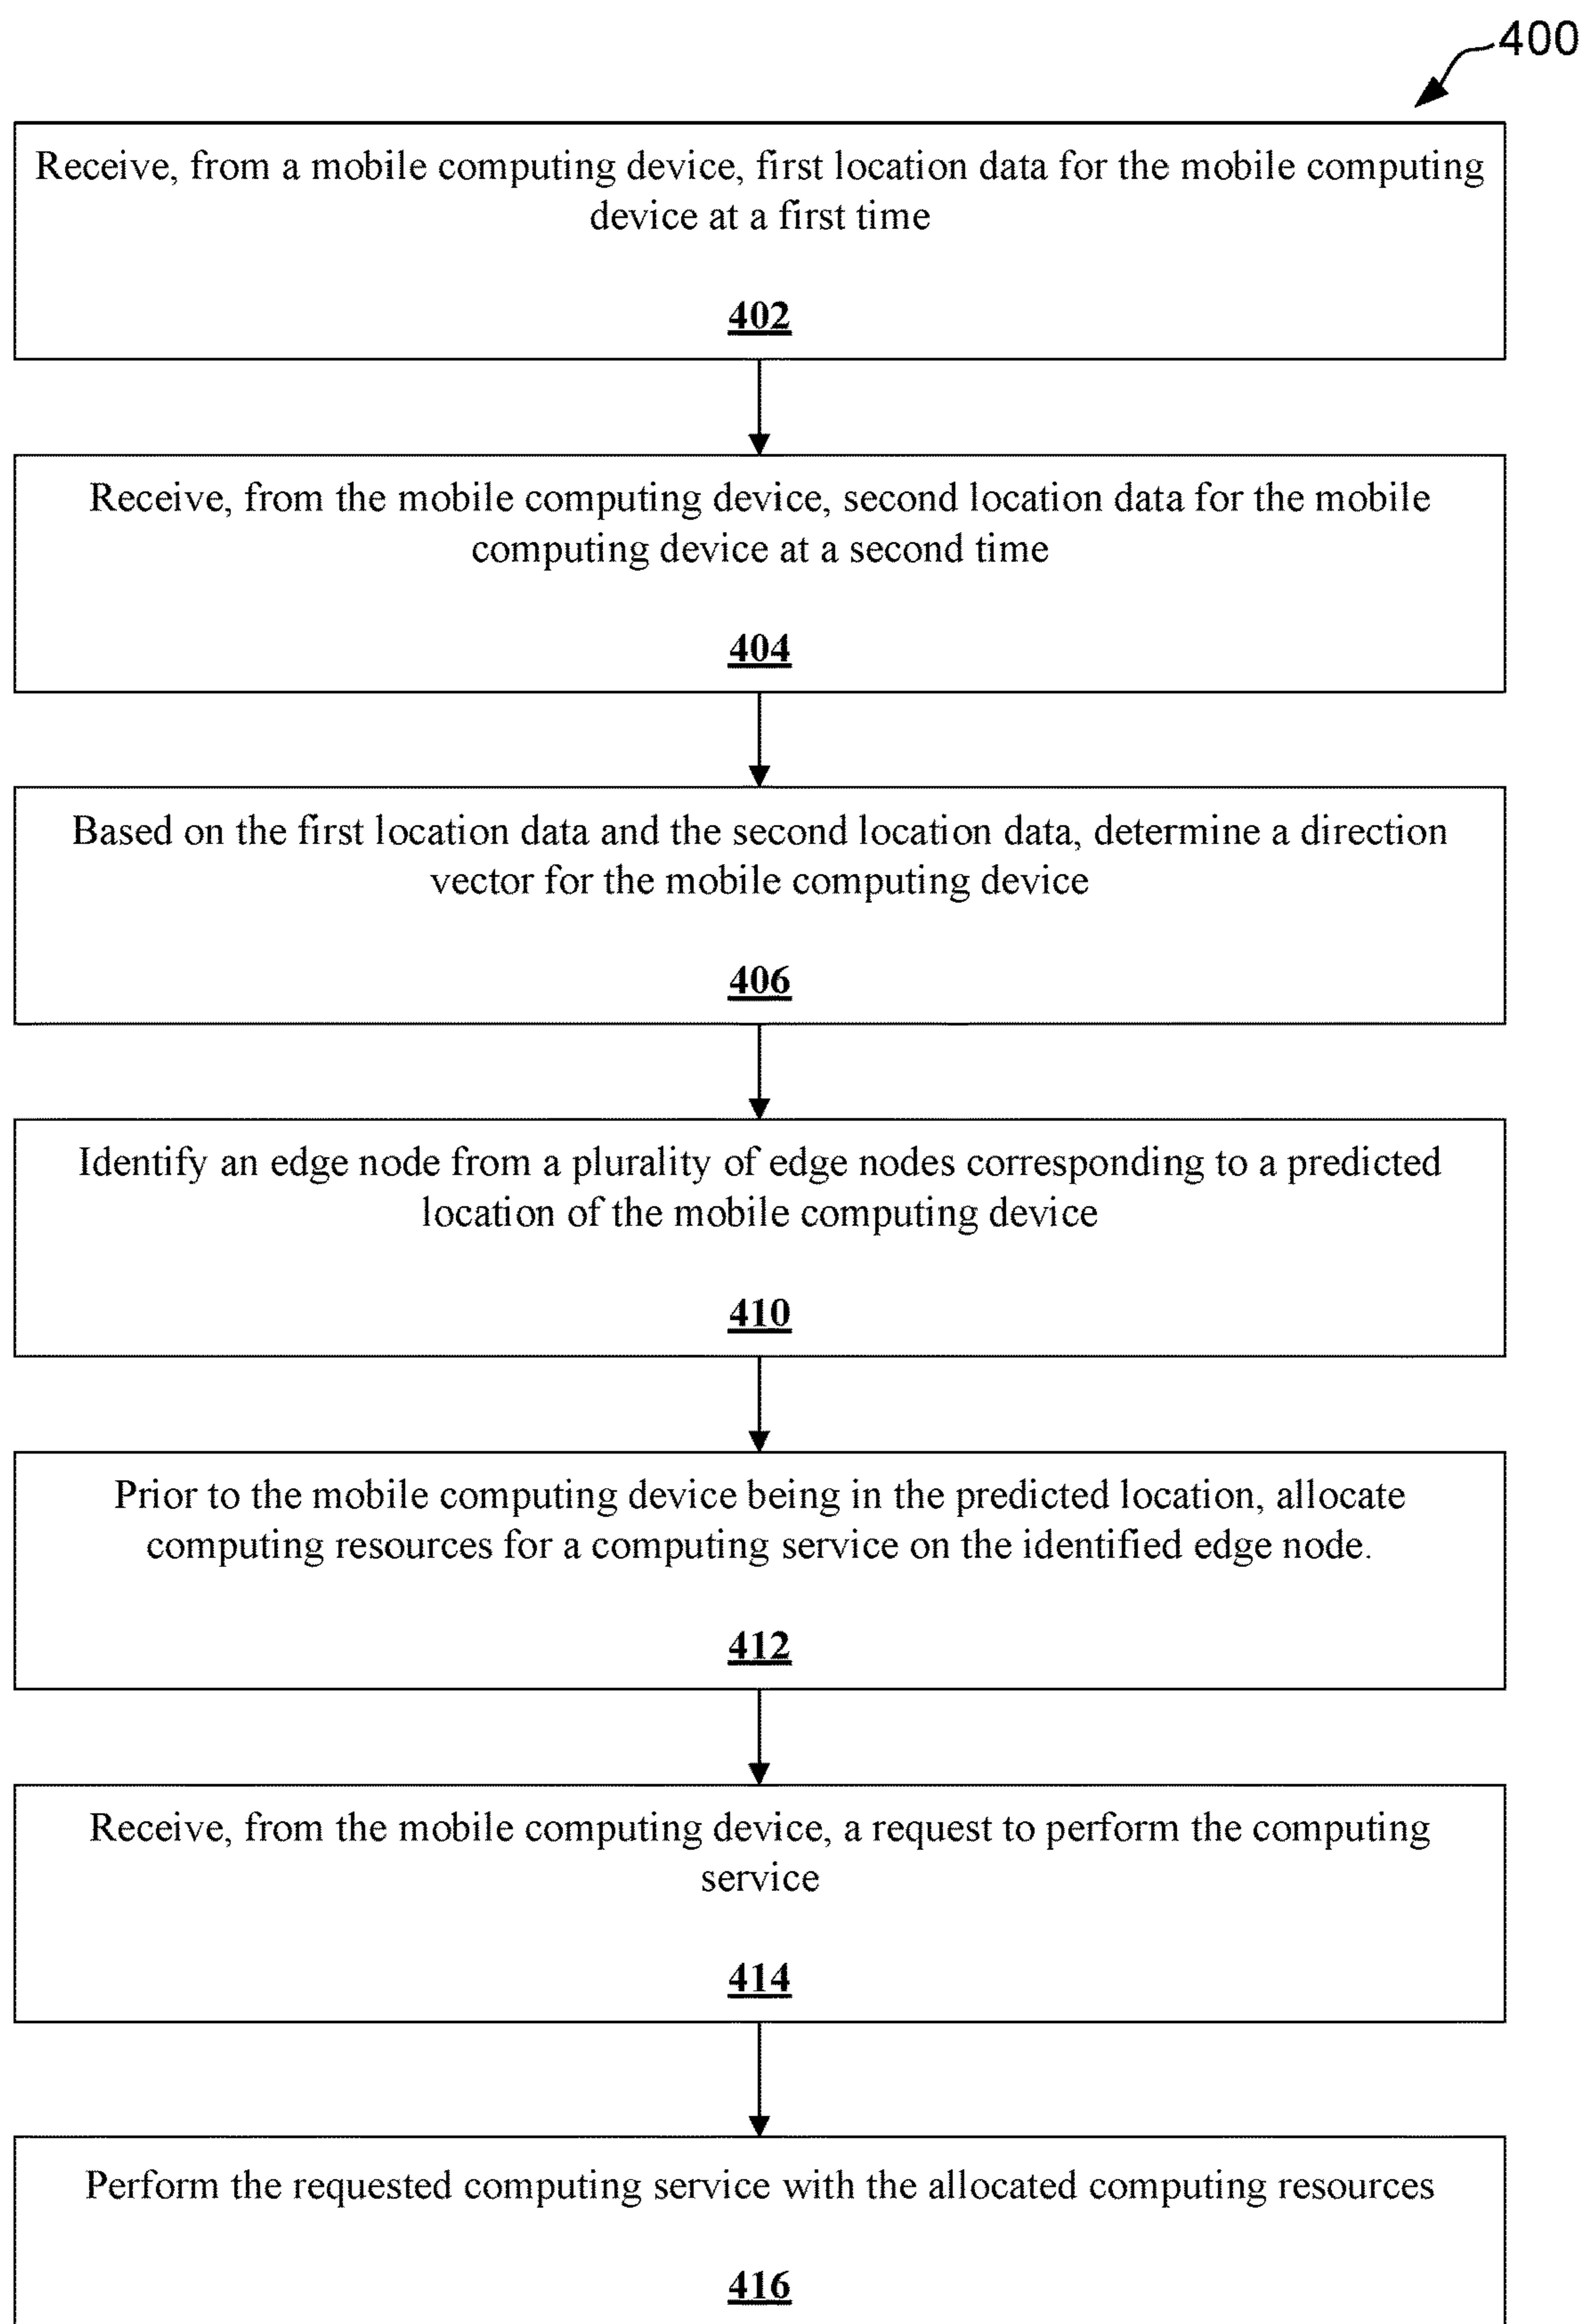 400
Receive, from a mobile computing device, first location data for the mobile computing
device at a first time
402
Receive, from the mobile computing device, second location data for the mobile
computing device at a second time
404
Based on the first location data and the second location data, determine a direction
vector for the mobile computing device
406
Identify an edge node from a plurality of edge nodes corresponding to a predicted
location of the mobile computing device
410
Prior to the mobile computing device being in the predicted location, allocate
computing resources for a computing service on the identified edge node.
412
Receive, from the mobile computing device, a request to perform the computing
service
414
Perform the requested computing service with the allocated computing resources
416